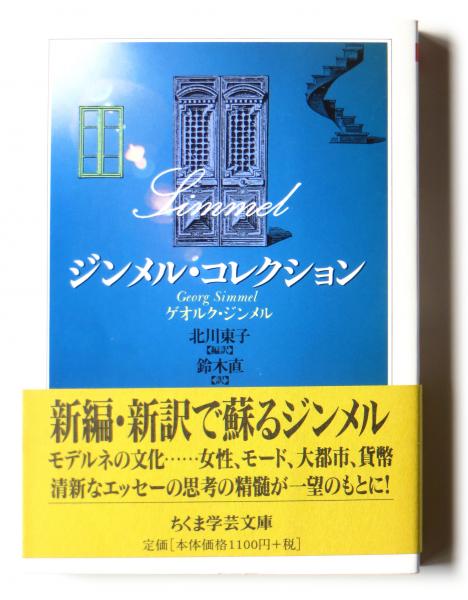 Simmel
ジンメル・コレクション
Georg Simmel
ゲオルク・ジンメル
北川東子
【編訳】
鈴木直
【訳】
新編・新訳で蘇るジンメル
モデルネの文化……女性、モード、大都市、貨幣
清新なエッセーの思考の精髄が一望のもとに!
ちくま学芸文庫
定価[本体価格1100円+税]